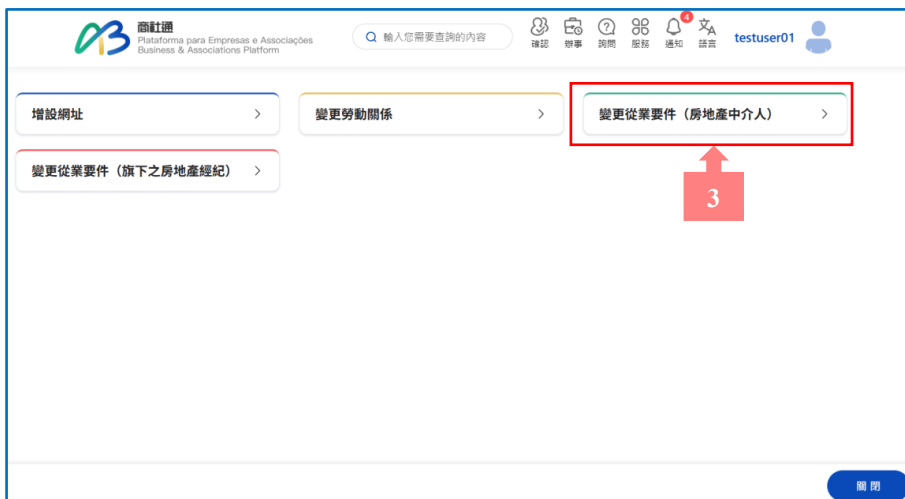 商社通
Plataforma para Empresas e Associações
Business & Associations Platform
輸入您需要查詢的內容
確認
辦事
詢問
服務
4
通知
語言
testuser01
增設網址
變更勞動關係
變更從業要件（房地產中介人）
變更從業要件（旗下之房地產經紀）
3
關閉